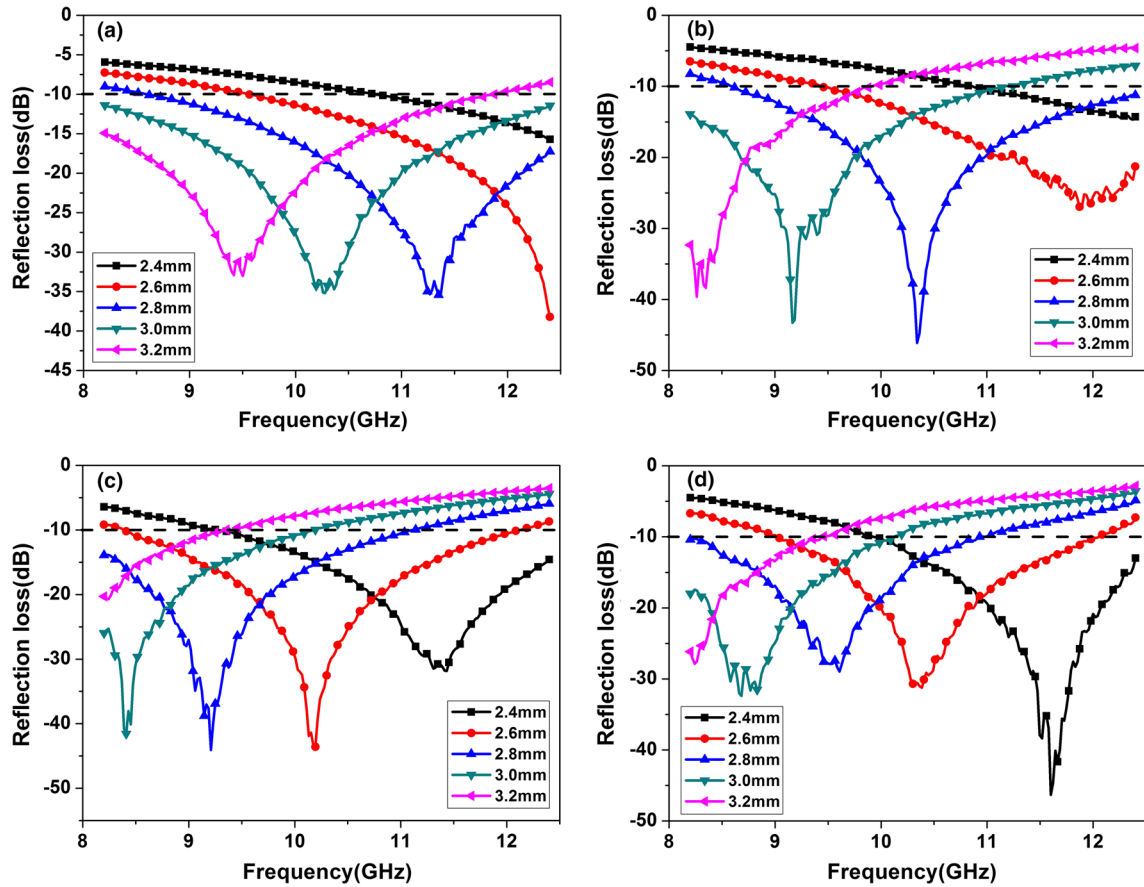 (a)
Reflection loss(dB)
0
-5
-10
-15
-20
-25
-30
-35
-40
-45
2.4mm
2.6mm
2.8mm
3.0mm
3.2mm
8
9
10
11
12
Frequency(GHz)
(b)
Reflection loss(dB)
0
-10
-20
-30
-40
-50
2.4mm
2.6mm
2.8mm
3.0mm
3.2mm
8
9
10
11
12
Frequency(GHz)
(c)
Reflection loss(dB)
0
-10
-20
-30
-40
-50
2.4mm
2.6mm
2.8mm
3.0mm
3.2mm
8
9
10
11
12
Frequency(GHz)
(d)
Reflection loss(dB)
0
-10
-20
-30
-40
-50
2.4mm
2.6mm
2.8mm
3.0mm
3.2mm
8
9
10
11
12
Frequency(GHz)